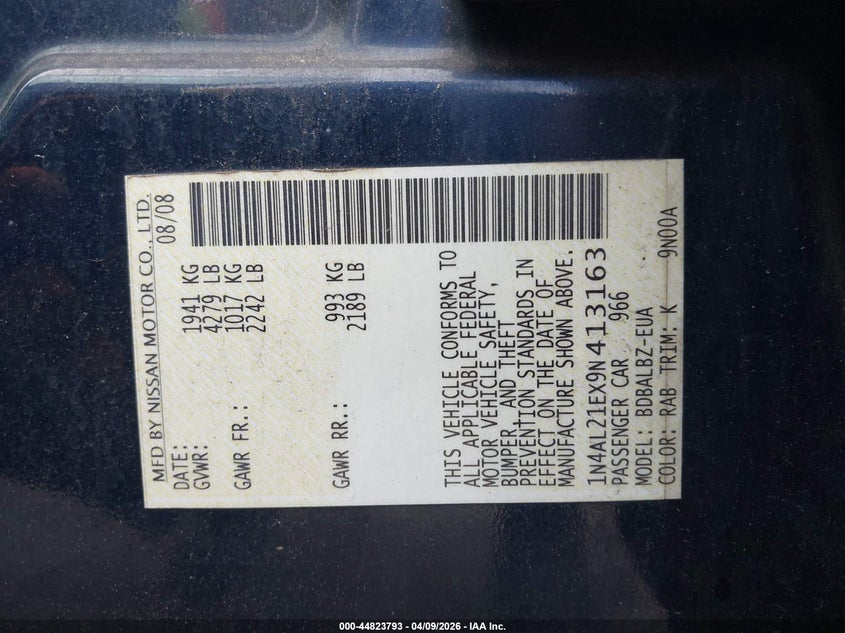 MFD BY NISSAN MOTOR CO., LTD.
DATE: 08/08
GVWR: 1941 KG
4279 LB
GAWR FR.: 1017 KG
2242 LB
GAWR RR.: 993 KG
2189 LB
THIS VEHICLE CONFORMS TO
ALL APPLICABLE FEDERAL
MOTOR VEHICLE SAFETY,
BUMPER, AND THEFT
PREVENTION STANDARDS IN
EFFECT ON THE DATE OF
MANUFACTURE SHOWN ABOVE.
1N4AL21EX9N413163
PASSENGER CAR 966
MODEL: BDBALBZ-EUA
COLOR: RAB TRIM: K 9N00A
000-44823793 - 04/09/2026 - IAA Inc.